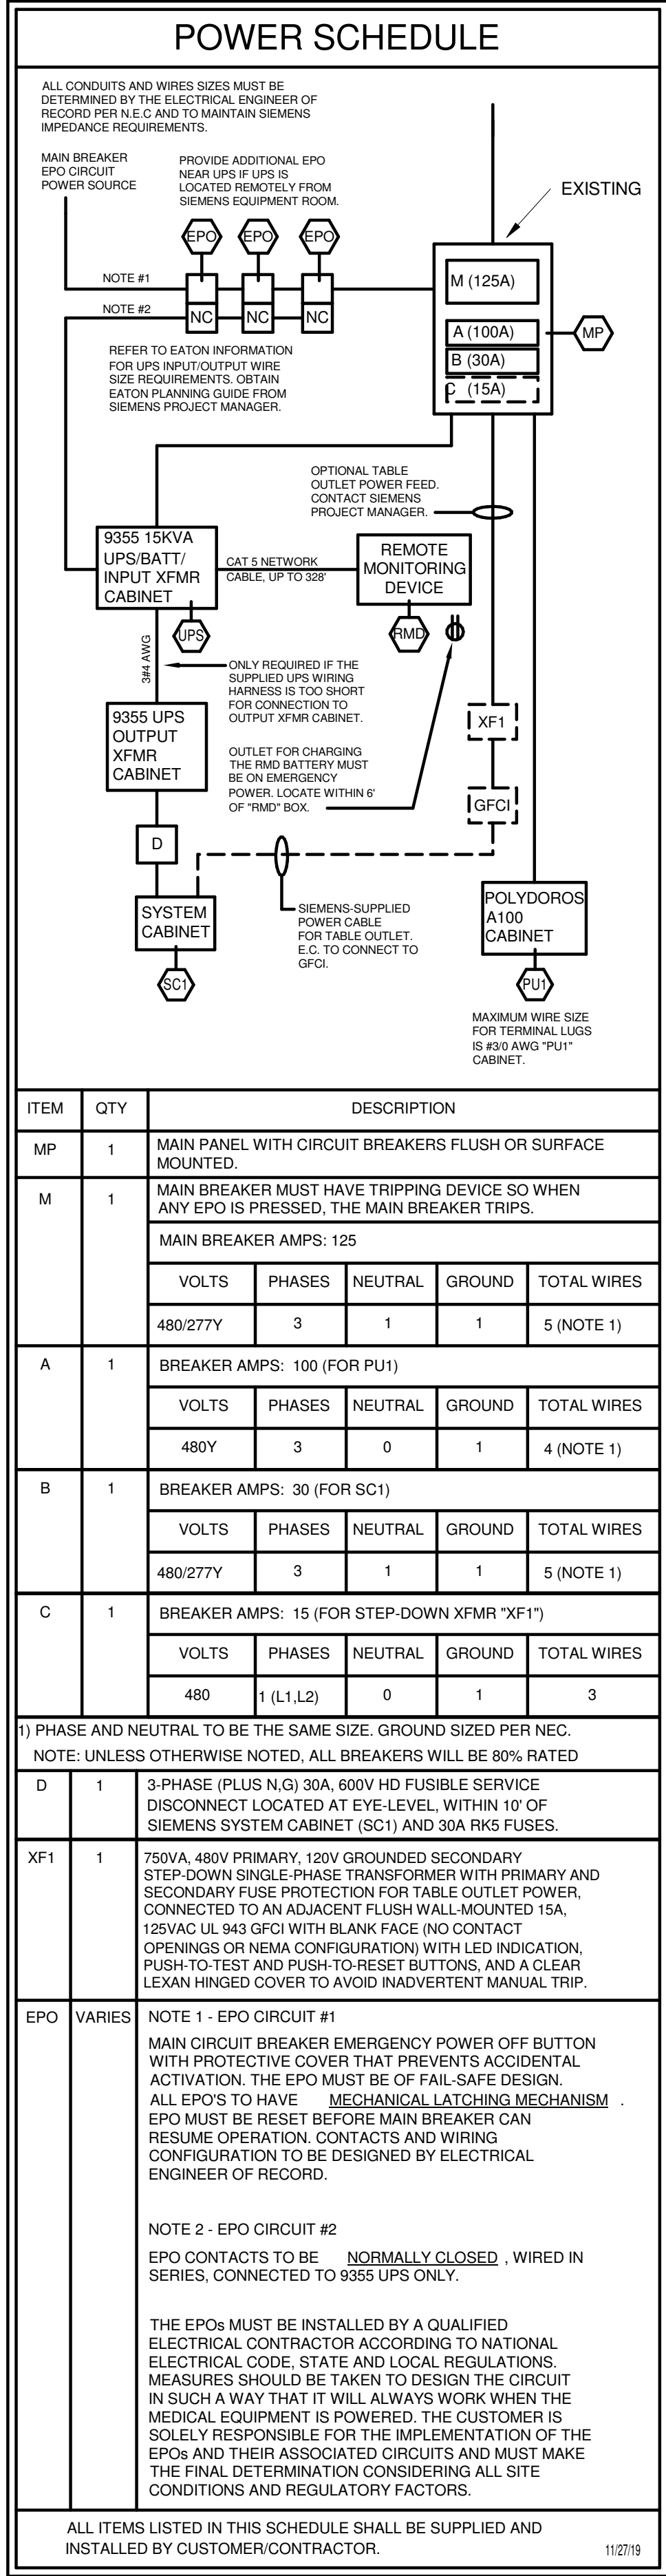 POWER SCHEDULE
ALL CONDUITS AND WIRES SIZES MUST BE
DETERMINED BY THE ELECTRICAL ENGINEER OF
RECORD PER N.E.C AND TO MAINTAIN SIEMENS
IMPEDANCE REQUIREMENTS.
MAIN BREAKER
EPO CIRCUIT
POWER SOURCE
PROVIDE ADDITIONAL EPO
NEAR UPS IF UPS IS
LOCATED REMOTELY FROM
SIEMENS EQUIPMENT ROOM.
EXISTING
EPO EPO EPO
NOTE #1
NOTE #2
NC NC NC
M (125A)
A (100A)
B (30A)
C (15A)
MP
REFER TO EATON INFORMATION
FOR UPS INPUT/OUTPUT WIRE
SIZE REQUIREMENTS. OBTAIN
EATON PLANNING GUIDE FROM
SIEMENS PROJECT MANAGER.
OPTIONAL TABLE
OUTLET POWER FEED.
CONTACT SIEMENS
PROJECT MANAGER.
9355 15KVA
UPS/BATT/
INPUT XFMR
CABINET
CAT 5 NETWORK
CABLE, UP TO 328'
REMOTE
MONITORING
DEVICE
UPS
RMD
3#4 AWG
ONLY REQUIRED IF THE
SUPPLIED UPS WIRING
HARNESS IS TOO SHORT
FOR CONNECTION TO
OUTPUT XFMR CABINET.
9355 UPS
OUTPUT
XFMR
CABINET
XF1
OUTLET FOR CHARGING
THE RMD BATTERY MUST
BE ON EMERGENCY
POWER. LOCATE WITHIN 6'
OF "RMD" BOX.
GFCI
D
SYSTEM
CABINET
SC1
SIEMENS-SUPPLIED
POWER CABLE
FOR TABLE OUTLET.
E.C. TO CONNECT TO
GFCI.
POLYDOROS
A100
CABINET
PU1
MAXIMUM WIRE SIZE
FOR TERMINAL LUGS
IS #3/0 AWG "PU1"
CABINET.
ITEM QTY DESCRIPTION
MP 1 MAIN PANEL WITH CIRCUIT BREAKERS FLUSH OR SURFACE
MOUNTED.
M 1 MAIN BREAKER MUST HAVE TRIPPING DEVICE SO WHEN
ANY EPO IS PRESSED, THE MAIN BREAKER TRIPS.
MAIN BREAKER AMPS: 125
VOLTS PHASES NEUTRAL GROUND TOTAL WIRES
480/277Y 3 1 1 5 (NOTE 1)
A 1 BREAKER AMPS: 100 (FOR PU1)
VOLTS PHASES NEUTRAL GROUND TOTAL WIRES
480Y 3 0 1 4 (NOTE 1)
B 1 BREAKER AMPS: 30 (FOR SC1)
VOLTS PHASES NEUTRAL GROUND TOTAL WIRES
480/277Y 3 1 1 5 (NOTE 1)
C 1 BREAKER AMPS: 15 (FOR STEP-DOWN XFMR "XF1")
VOLTS PHASES NEUTRAL GROUND TOTAL WIRES
480 1 (L1,L2) 0 1 3
1) PHASE AND NEUTRAL TO BE THE SAME SIZE. GROUND SIZED PER NEC.
NOTE: UNLESS OTHERWISE NOTED, ALL BREAKERS WILL BE 80% RATED
D 1 3-PHASE (PLUS N,G) 30A, 600V HD FUSIBLE SERVICE
DISCONNECT LOCATED AT EYE-LEVEL, WITHIN 10' OF
SIEMENS SYSTEM CABINET (SC1) AND 30A RK5 FUSES.
XF1 1 750VA, 480V PRIMARY, 120V GROUNDED SECONDARY
STEP-DOWN SINGLE-PHASE TRANSFORMER WITH PRIMARY AND
SECONDARY FUSE PROTECTION FOR TABLE OUTLET POWER,
CONNECTED TO AN ADJACENT FLUSH WALL-MOUNTED 15A,
125VAC UL 943 GFCI WITH BLANK FACE (NO CONTACT
OPENINGS OR NEMA CONFIGURATION) WITH LED INDICATION,
PUSH-TO-TEST AND PUSH-TO-RESET BUTTONS, AND A CLEAR
LEXAN HINGED COVER TO AVOID INADVERTENT MANUAL TRIP.
EPO VARIES NOTE 1 - EPO CIRCUIT #1
MAIN CIRCUIT BREAKER EMERGENCY POWER OFF BUTTON
WITH PROTECTIVE COVER THAT PREVENTS ACCIDENTAL
ACTIVATION. THE EPO MUST BE OF FAIL-SAFE DESIGN.
ALL EPO'S TO HAVE MECHANICAL LATCHING MECHANISM .
EPO MUST BE RESET BEFORE MAIN BREAKER CAN
RESUME OPERATION. CONTACTS AND WIRING
CONFIGURATION TO BE DESIGNED BY ELECTRICAL
ENGINEER OF RECORD.
NOTE 2 - EPO CIRCUIT #2
EPO CONTACTS TO BE NORMALLY CLOSED , WIRED IN
SERIES, CONNECTED TO 9355 UPS ONLY.
THE EPOs MUST BE INSTALLED BY A QUALIFIED
ELECTRICAL CONTRACTOR ACCORDING TO NATIONAL
ELECTRICAL CODE, STATE AND LOCAL REGULATIONS.
MEASURES SHOULD BE TAKEN TO DESIGN THE CIRCUIT
IN SUCH A WAY THAT IT WILL ALWAYS WORK WHEN THE
MEDICAL EQUIPMENT IS POWERED. THE CUSTOMER IS
SOLELY RESPONSIBLE FOR THE IMPLEMENTATION OF THE
EPOs AND THEIR ASSOCIATED CIRCUITS AND MUST MAKE
THE FINAL DETERMINATION CONSIDERING ALL SITE
CONDITIONS AND REGULATORY FACTORS.
ALL ITEMS LISTED IN THIS SCHEDULE SHALL BE SUPPLIED AND
INSTALLED BY CUSTOMER/CONTRACTOR.
11/27/19